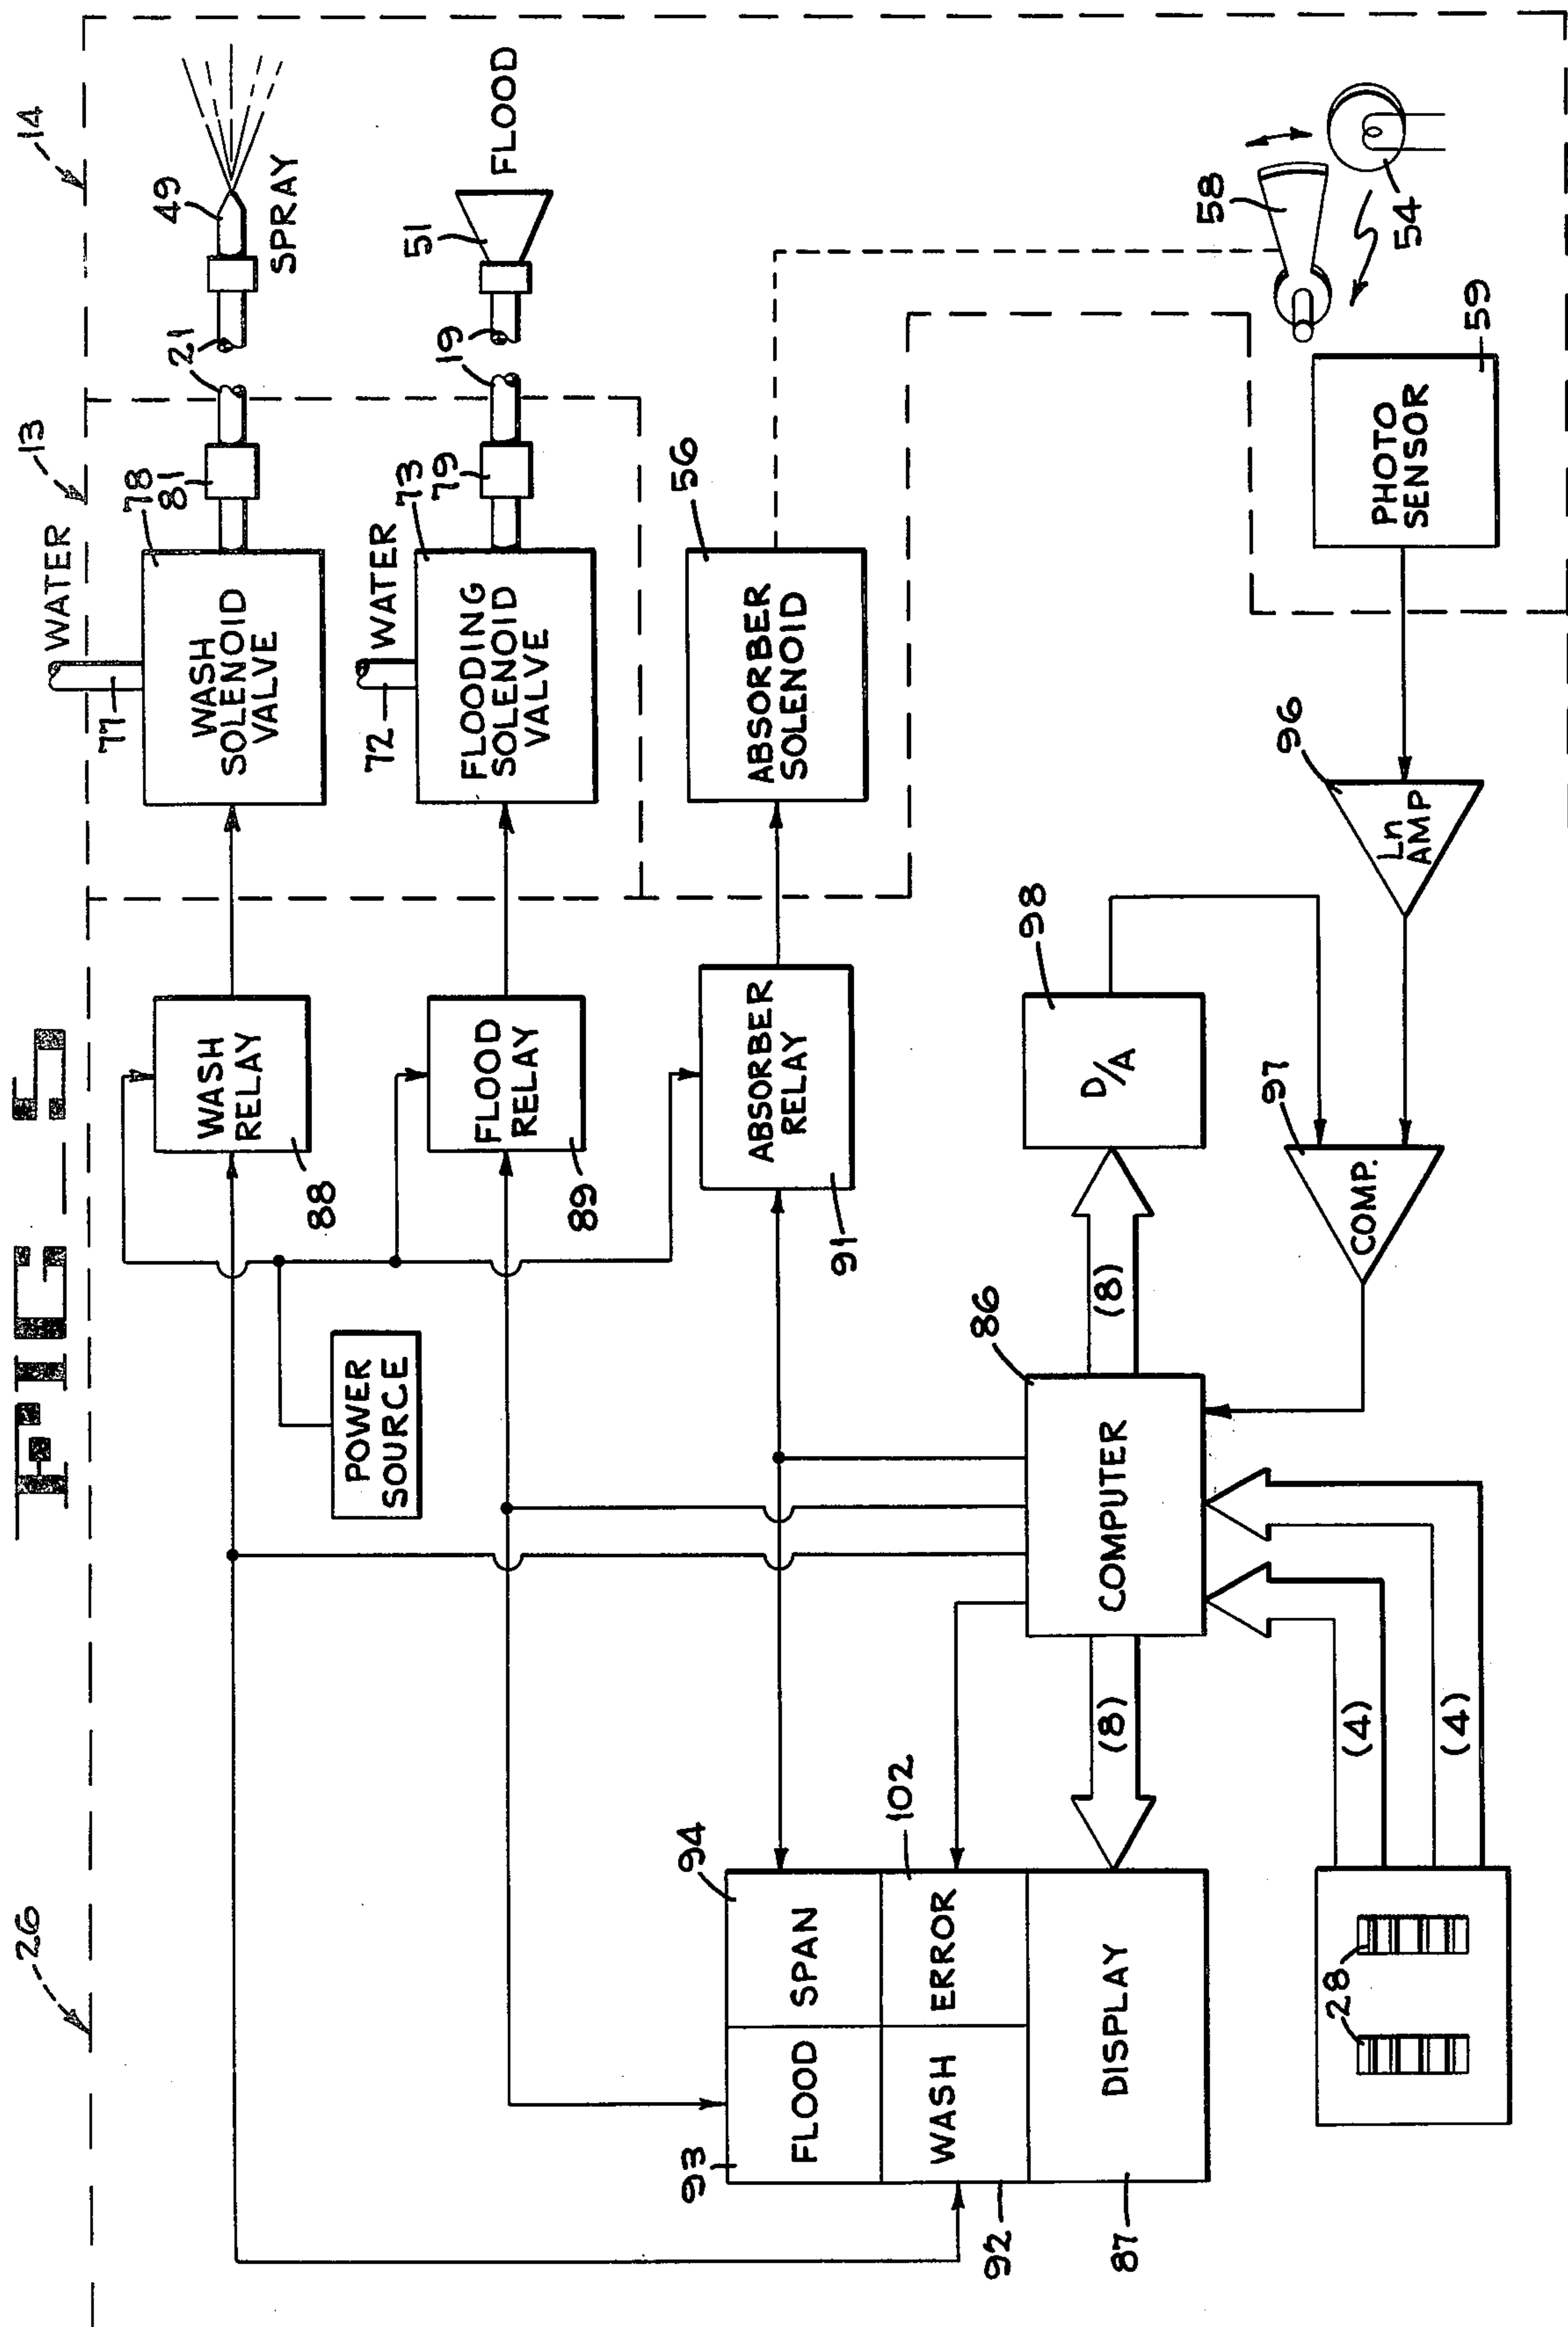 FIG_5
26
13
14
WATER
77
78
WASH
SOLENOID
VALVE
81
21
49
SPRAY
WASH
RELAY
88
POWER
SOURCE
WATER
72
73
FLOODING
SOLENOID
VALVE
79
19
51
FLOOD
FLOOD
RELAY
89
56
ABSORBER
SOLENOID
ABSORBER
RELAY
91
58
54
PHOTO
SENSOR
59
96
Ln
AMP
97
COMP.
98
D/A
(8)
86
COMPUTER
(8)
(4)
(4)
93
94
FLOOD
SPAN
102
WASH
ERROR
92
DISPLAY
87
28